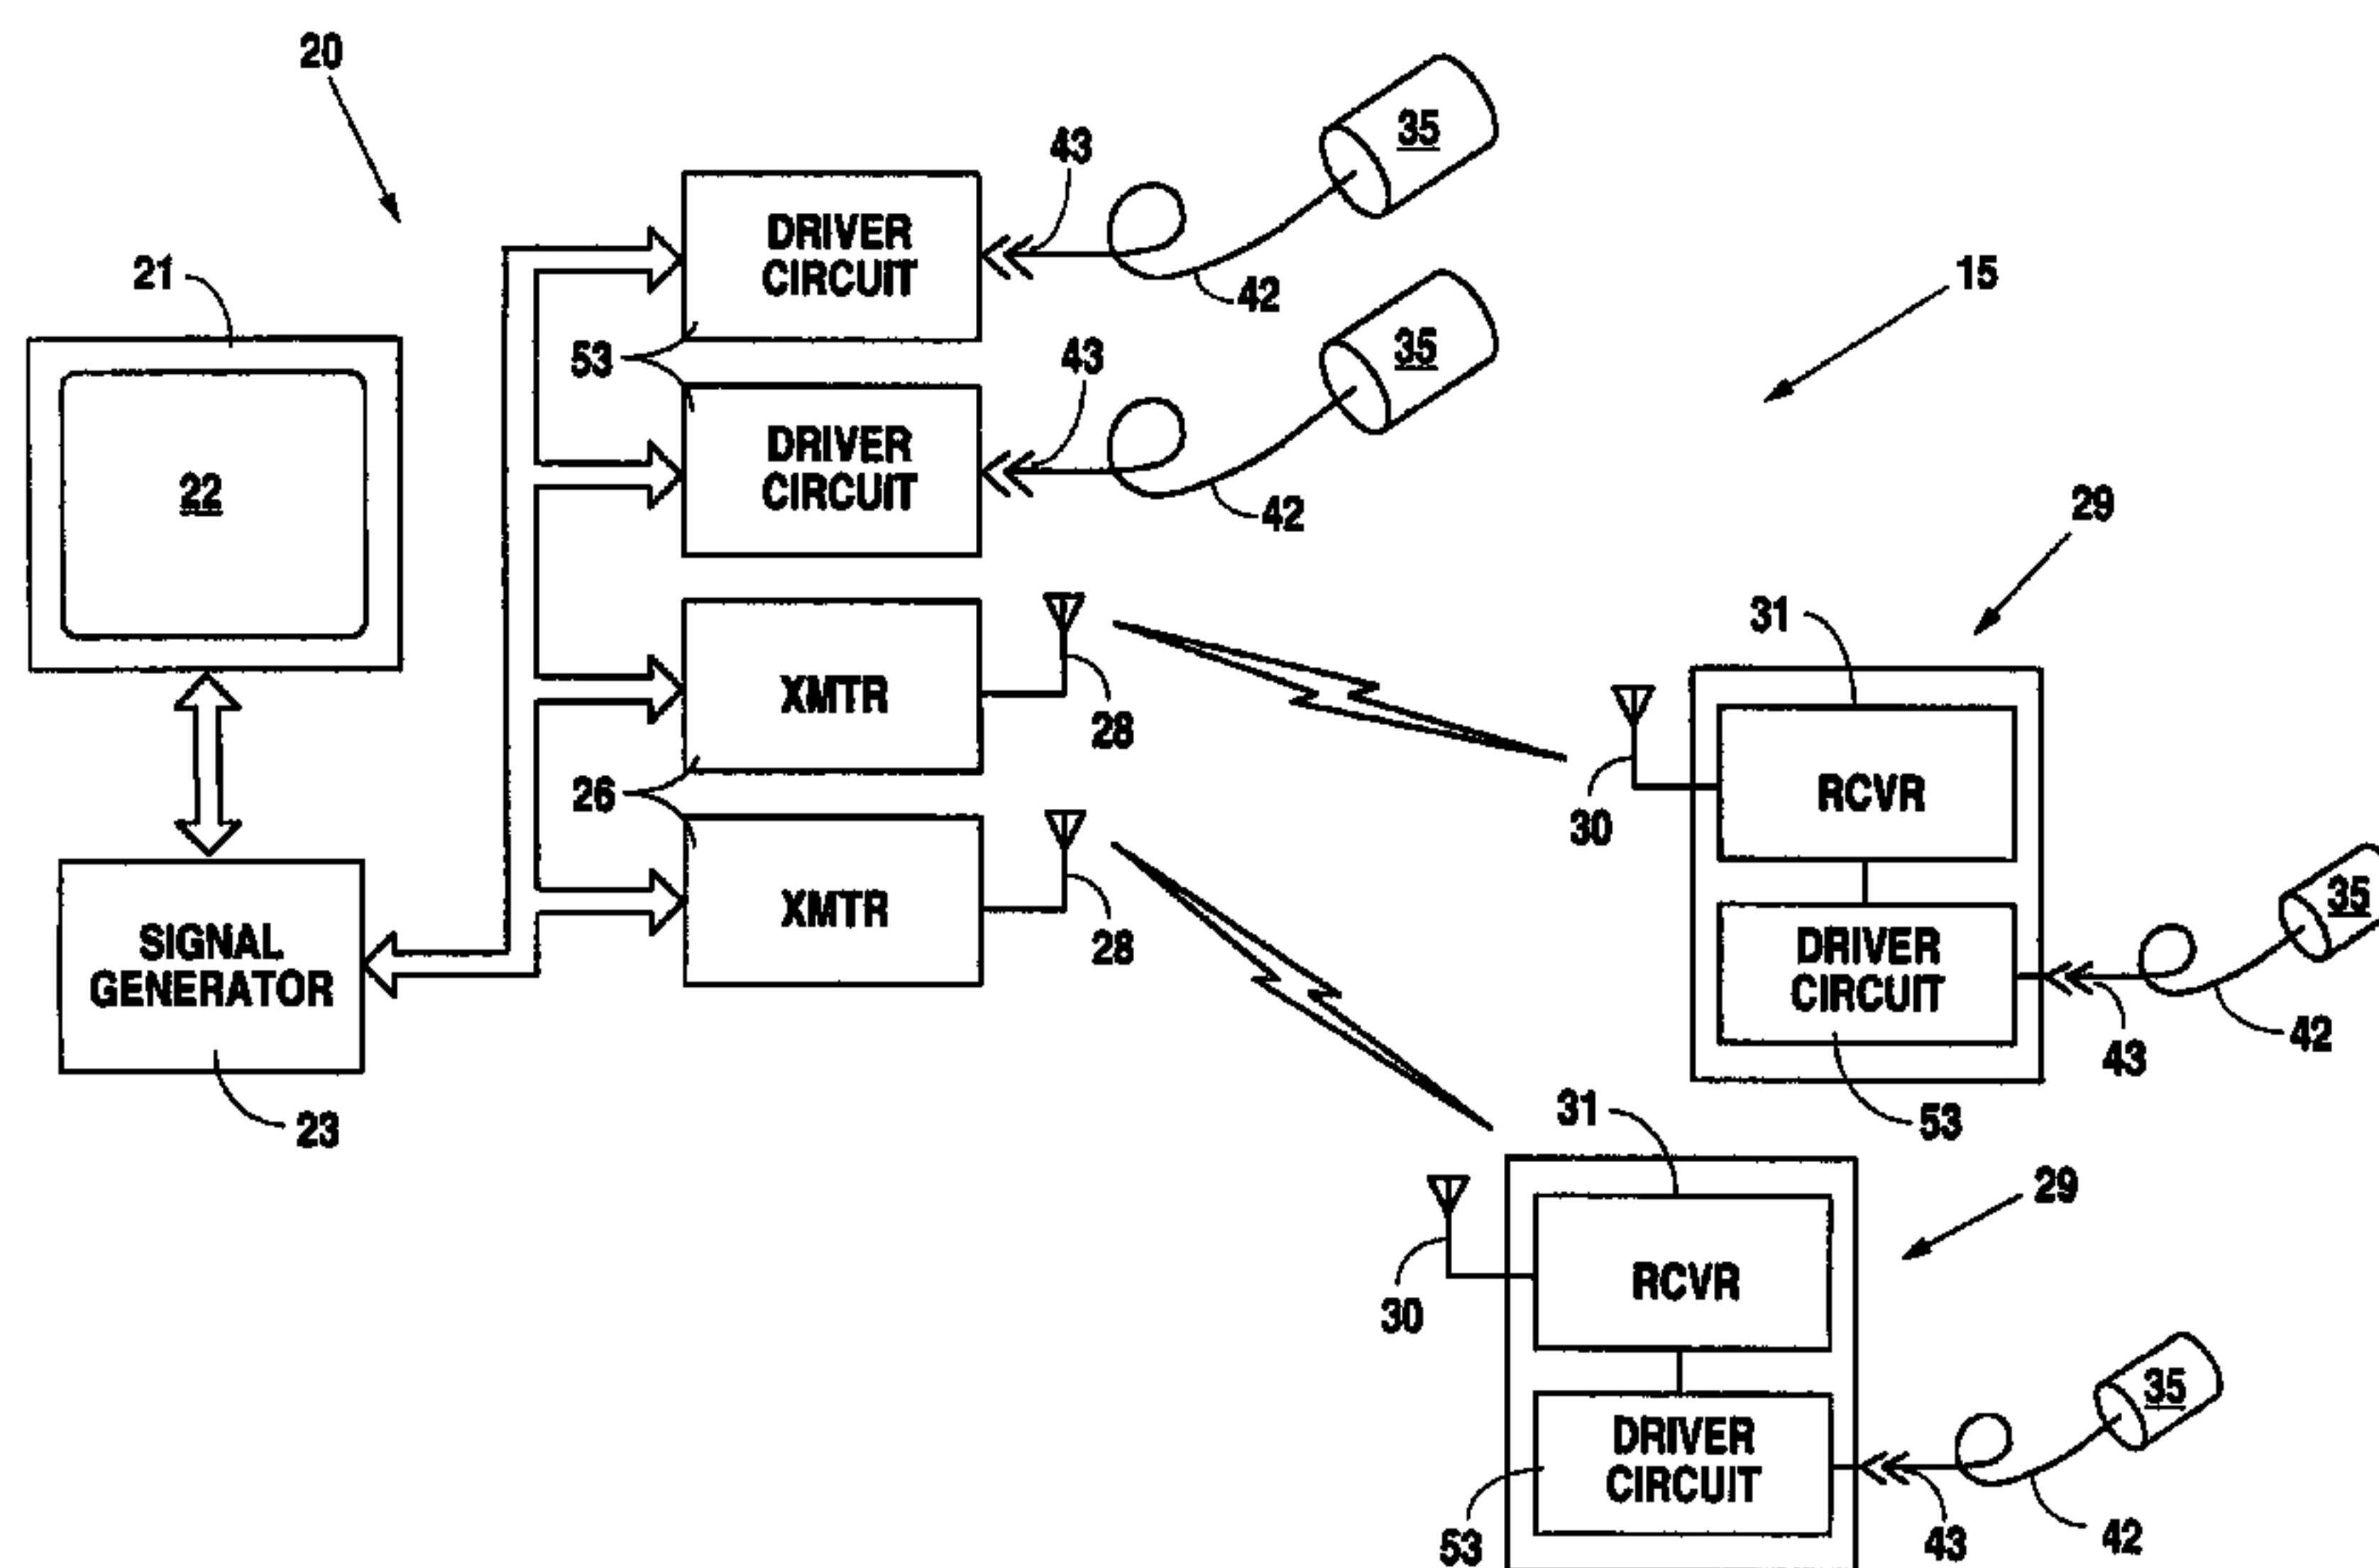 20
43
35
DRIVER
CIRCUIT
15
21
42
53
43
35
22
DRIVER
CIRCUIT
42
29
31
XMTR
28
26
30
RCVR
XMTR
28
35
SIGNAL
GENERATOR
DRIVER
CIRCUIT
43
42
23
31
53
29
30
RCVR
35
DRIVER
CIRCUIT
53
43
42